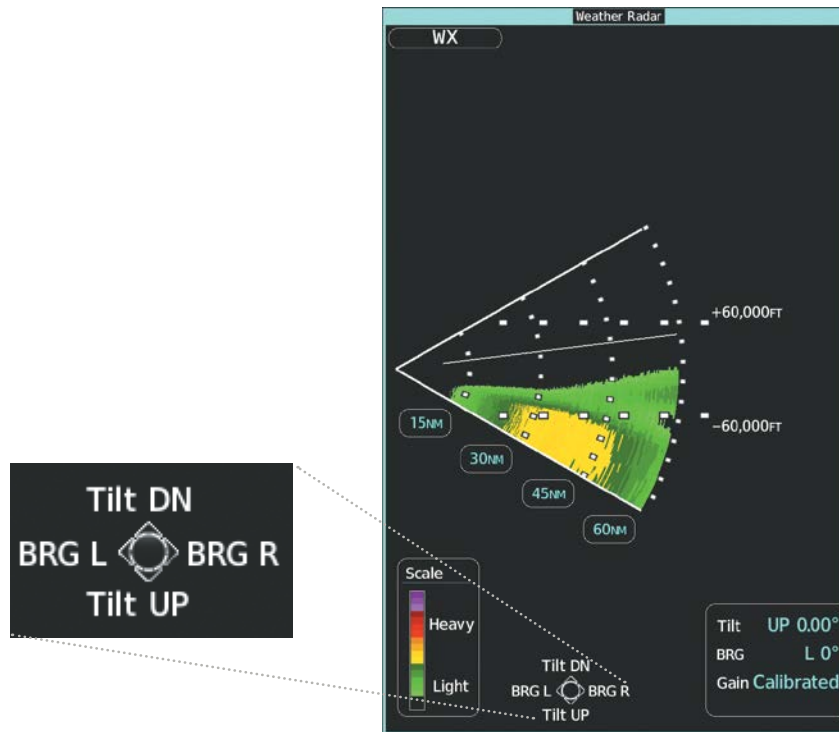 Weather Radar
WX
+60,000FT
-60,000FT
15NM
30NM
45NM
60NM
Tilt DN
BRG L BRG R
Tilt UP
Scale
Heavy
Light
Tilt DN
BRG L BRG R
Tilt UP
Tilt UP 0.00°
BRG L 0°
Gain Calibrated